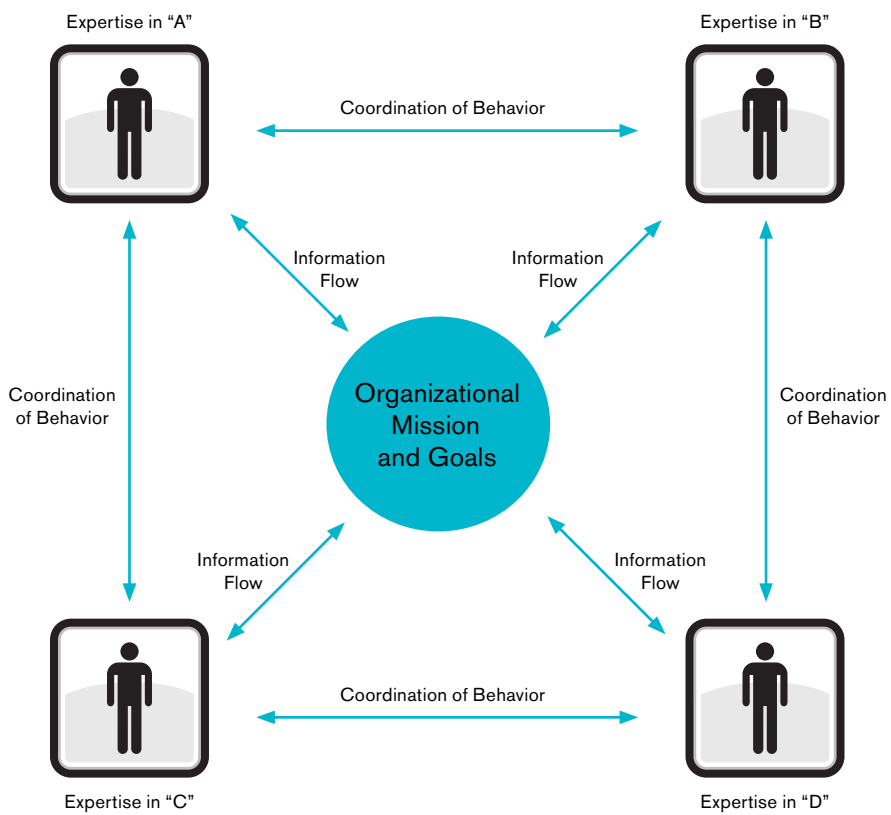 Expertise in “A”
Expertise in “B”
Coordination of Behavior
Information
Flow
Information
Flow
Coordination
of Behavior
Organizational
Mission
and Goals
Coordination
of Behavior
Information
Flow
Information
Flow
Coordination of Behavior
Expertise in “C”
Expertise in “D”